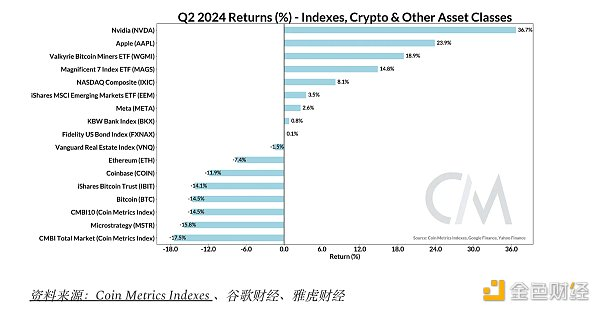 Q2 2024 Returns (%) - Indexes, Crypto & Other Asset Classes
Nvidia (NVDA) 36.7%
Apple (AAPL) 23.9%
Valkyrie Bitcoin Miners ETF (WGMI) 18.9%
Magnificent 7 Index ETF (MAGS) 14.8%
NASDAQ Composite (IXIC) 8.1%
iShares MSCI Emerging Markets ETF (EEM) 3.5%
Meta (META) 2.6%
KBW Bank Index (BKX) 0.8%
Fidelity US Bond Index (FXNAX) 0.1%
Vanguard Real Estate Index (VNQ) -1.5%
Ethereum (ETH) -7.4%
Coinbase (COIN) -11.9%
iShares Bitcoin Trust (IBIT) -14.1%
Bitcoin (BTC) -14.5%
CMBI10 (Coin Metrics Index) -14.5%
Microstrategy (MSTR) -15.8%
CMBI Total Market (Coin Metrics Index) -17.5%
CM
Source: Coin Metrics Indexes, Google Finance, Yahoo Finance
-18.0 -12.0 -6.0 0.0 6.0 12.0 18.0 24.0 30.0 36.0
Return (%)
资料来源：Coin Metrics Indexes 、谷歌财经、雅虎财经
金色财经